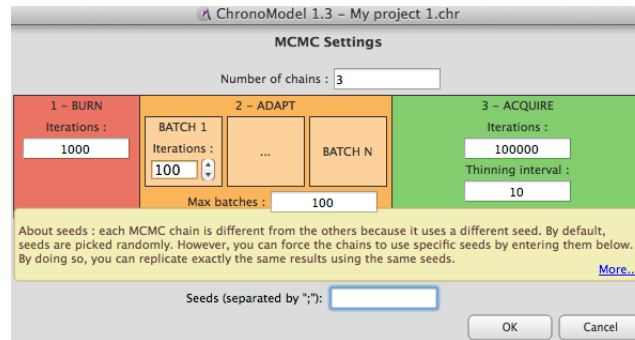 ChronoModel 1.3 – My project 1.chr
MCMC Settings
Number of chains : 3
1 – BURN
Iterations :
1000
2 – ADAPT
BATCH 1
Iterations :
100
...
BATCH N
Max batches : 100
3 – ACQUIRE
Iterations :
100000
Thinning interval :
10
About seeds : each MCMC chain is different from the others because it uses a different seed. By default,
seeds are picked randomly. However, you can force the chains to use specific seeds by entering them below.
By doing so, you can replicate exactly the same results using the same seeds.
More...
Seeds (separated by ";"):
OK Cancel